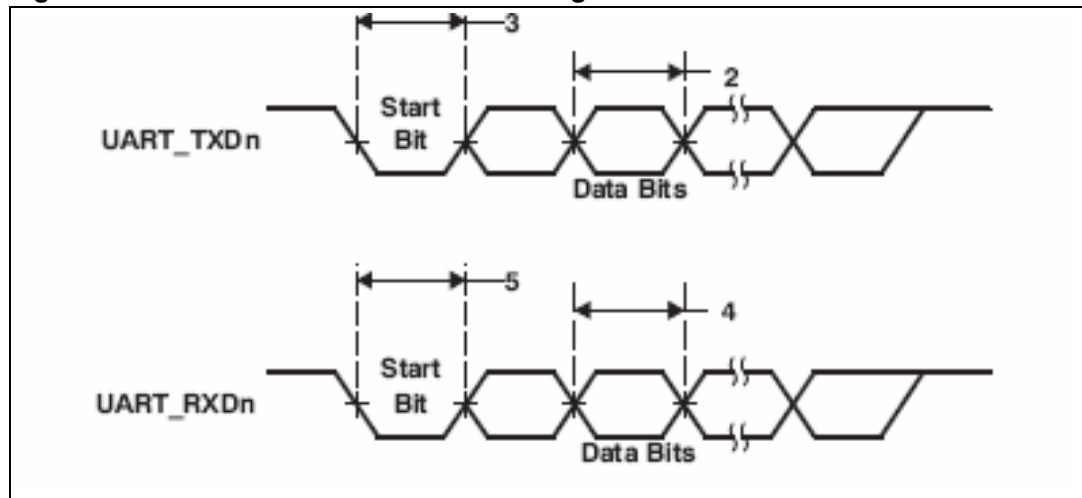 3
2
Start
Bit
UART_TXDn
Data Bits
5
4
Start
Bit
UART_RXDn
Data Bits